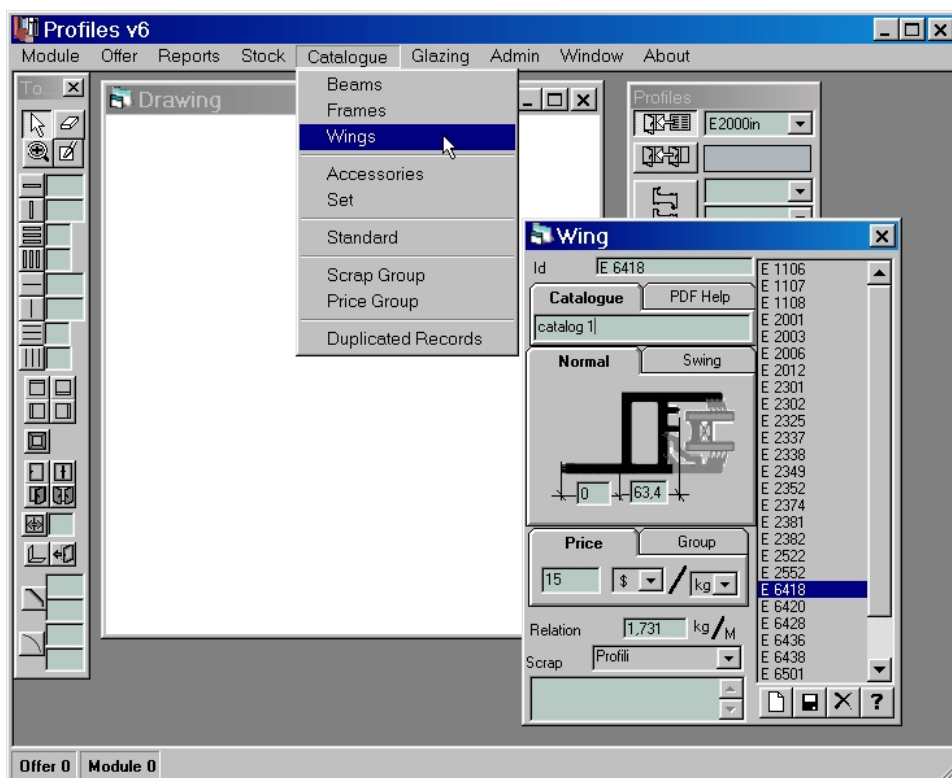 Profiles v6
Module Offer Reports Stock Catalogue Glazing Admin Window About
To...
Drawing
Beams
Frames
Wings
Accessories
Set
Standard
Scrap Group
Price Group
Duplicated Records
Profiles
E2000in
Wing
Id E 6418
Catalogue PDF Help
catalog 1
Normal Swing
0 63,4
Price Group
15 $ / kg
Relation 1,731 kg/M
Scrap Profili
E 1106
E 1107
E 1108
E 2001
E 2003
E 2006
E 2012
E 2301
E 2302
E 2325
E 2337
E 2338
E 2349
E 2352
E 2374
E 2381
E 2382
E 2522
E 2552
E 6418
E 6420
E 6428
E 6436
E 6438
E 6501
?
Offer 0 Module 0